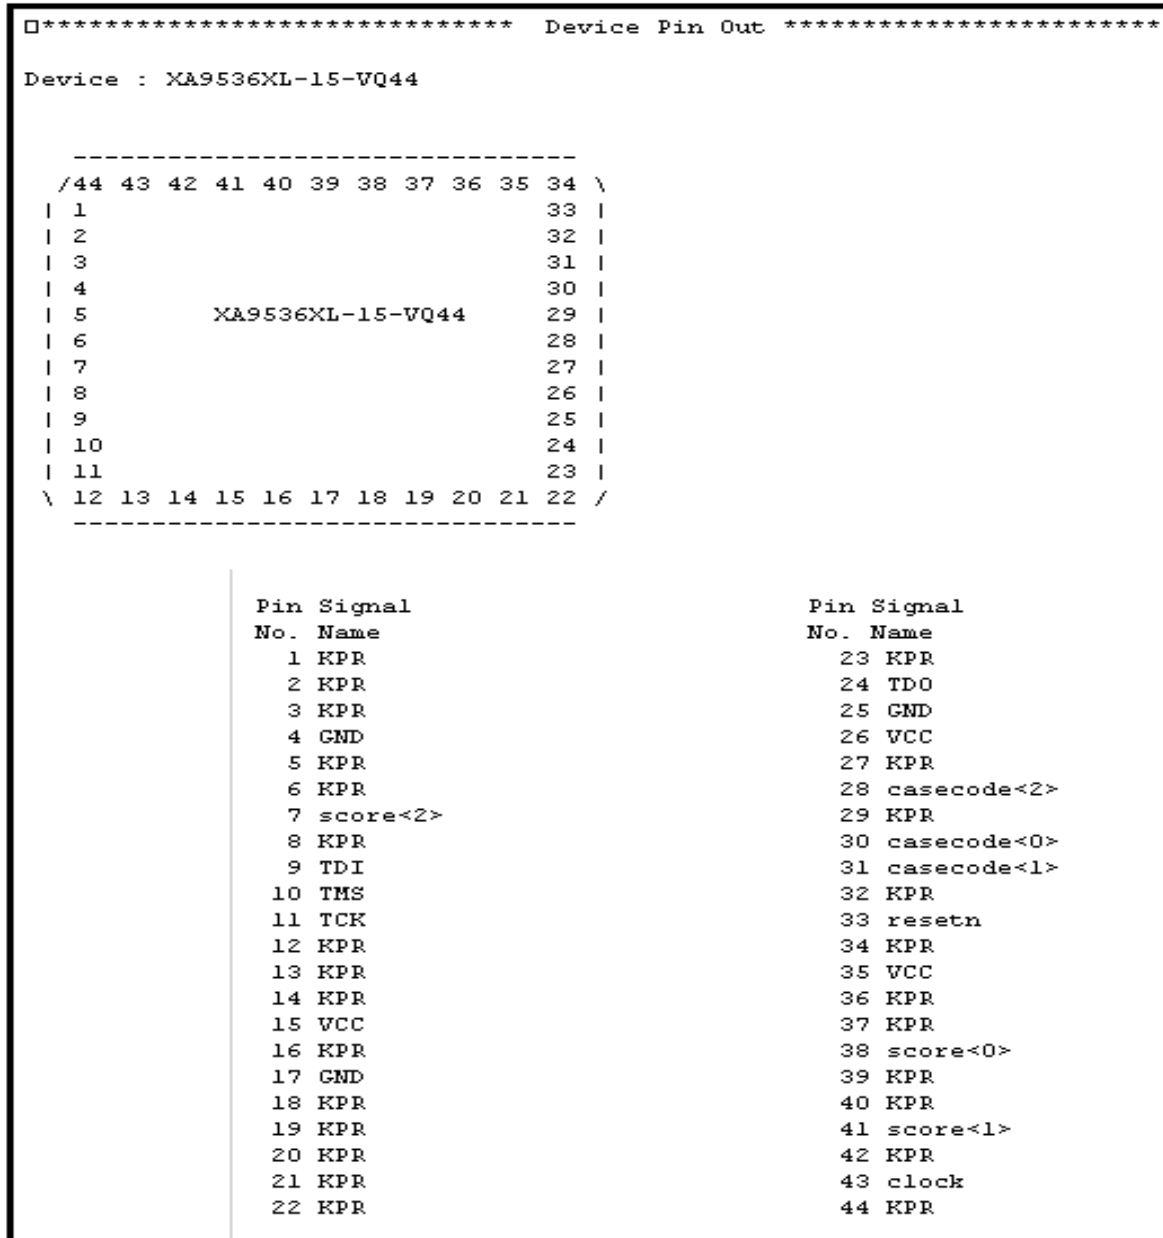 □****************************** Device Pin Out ************************
Device : XA9536XL-15-VQ44
--------------------------------
/44 43 42 41 40 39 38 37 36 35 34 \
| 1 33 |
| 2 32 |
| 3 31 |
| 4 30 |
| 5 XA9536XL-15-VQ44 29 |
| 6 28 |
| 7 27 |
| 8 26 |
| 9 25 |
| 10 24 |
| 11 23 |
\ 12 13 14 15 16 17 18 19 20 21 22 /
--------------------------------
Pin Signal Pin Signal
No. Name No. Name
1 KPR 23 KPR
2 KPR 24 TDO
3 KPR 25 GND
4 GND 26 VCC
5 KPR 27 KPR
6 KPR 28 casecode<2>
7 score<2> 29 KPR
8 KPR 30 casecode<0>
9 TDI 31 casecode<1>
10 TMS 32 KPR
11 TCK 33 resetn
12 KPR 34 KPR
13 KPR 35 VCC
14 KPR 36 KPR
15 VCC 37 KPR
16 KPR 38 score<0>
17 GND 39 KPR
18 KPR 40 KPR
19 KPR 41 score<1>
20 KPR 42 KPR
21 KPR 43 clock
22 KPR 44 KPR